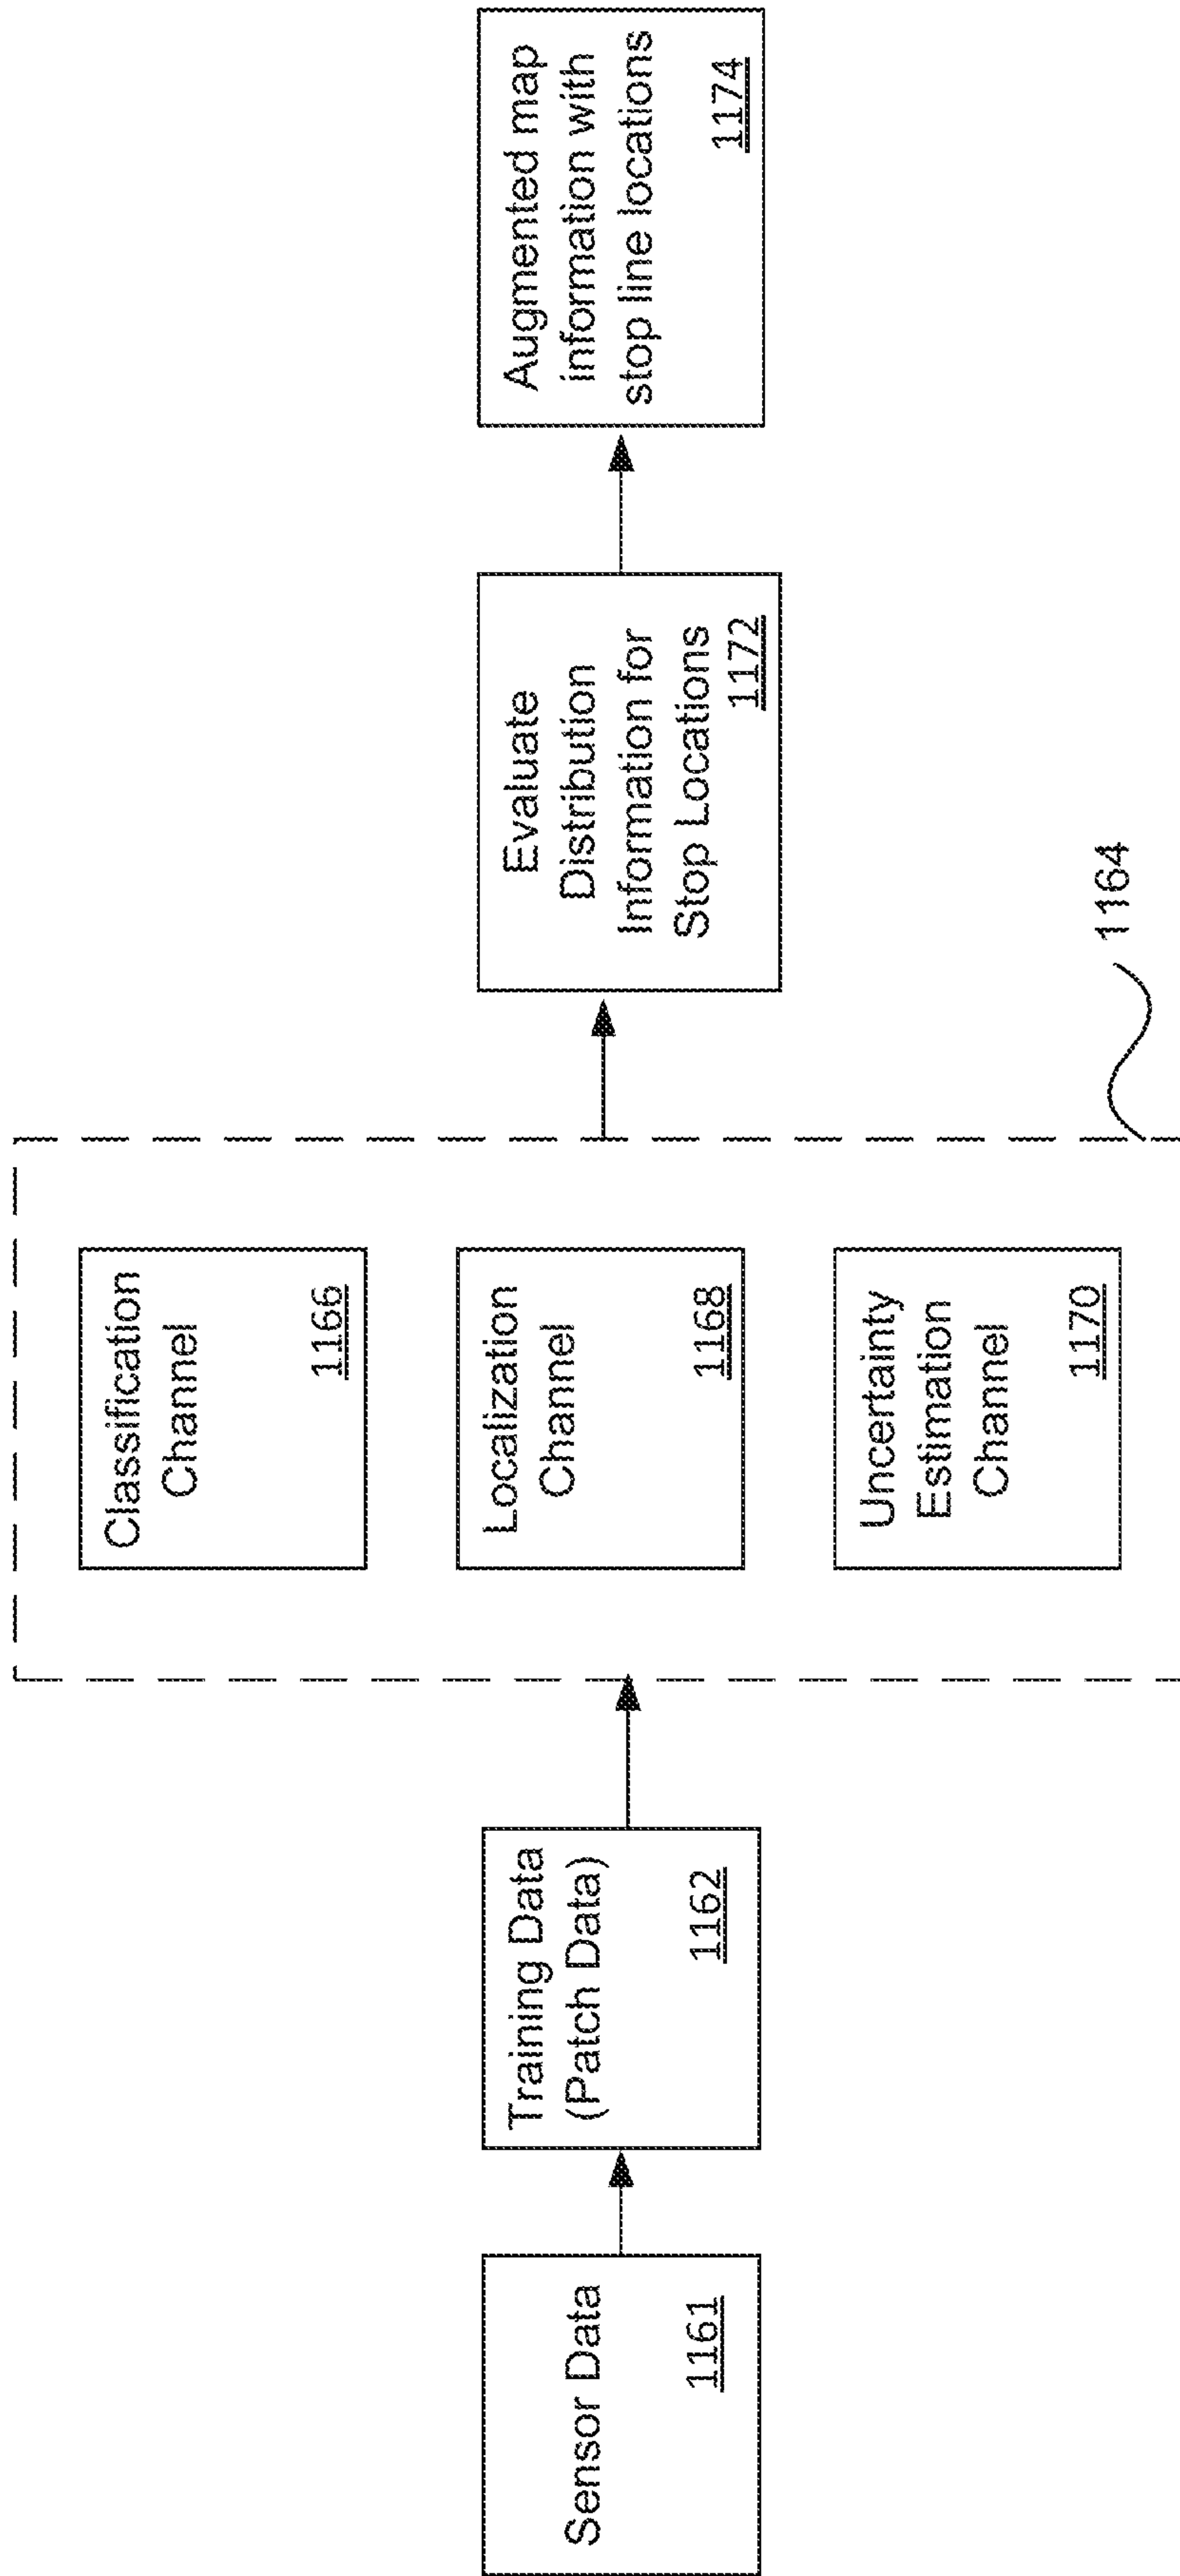 Sensor Data
1161
Training Data
(Patch Data)
1162
Classification
Channel
1166
Localization
Channel
1168
Uncertainty
Estimation
Channel
1170
1164
Evaluate
Distribution
Information for
Stop Locations
1172
Augmented map
information with
stop line locations
1174